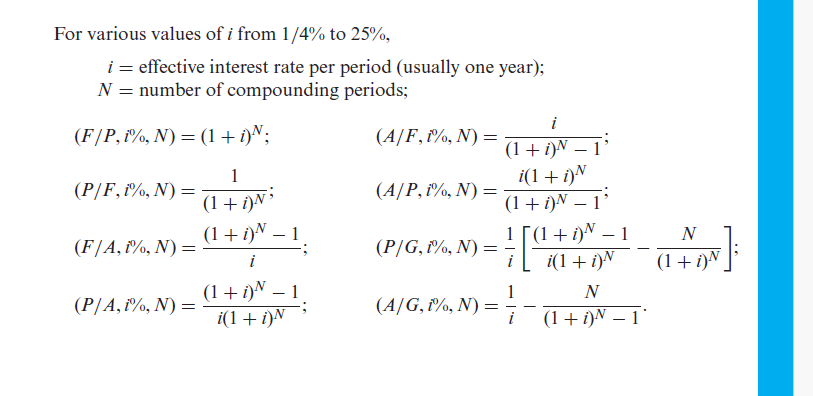 For various values of i from 1/4% to 25%,
i = effective interest rate per period (usually one year);
N = number of compounding periods;
(F/P, i%, N) = (1 + i)^N;
(A/F, i%, N) = i / ((1 + i)^N − 1);
(P/F, i%, N) = 1 / (1 + i)^N;
(A/P, i%, N) = i(1 + i)^N / ((1 + i)^N − 1);
(F/A, i%, N) = ((1 + i)^N − 1) / i;
(P/G, i%, N) = 1/i [((1 + i)^N − 1) / (i(1 + i)^N) − N / (1 + i)^N];
(P/A, i%, N) = ((1 + i)^N − 1) / (i(1 + i)^N);
(A/G, i%, N) = 1/i − N / ((1 + i)^N − 1).